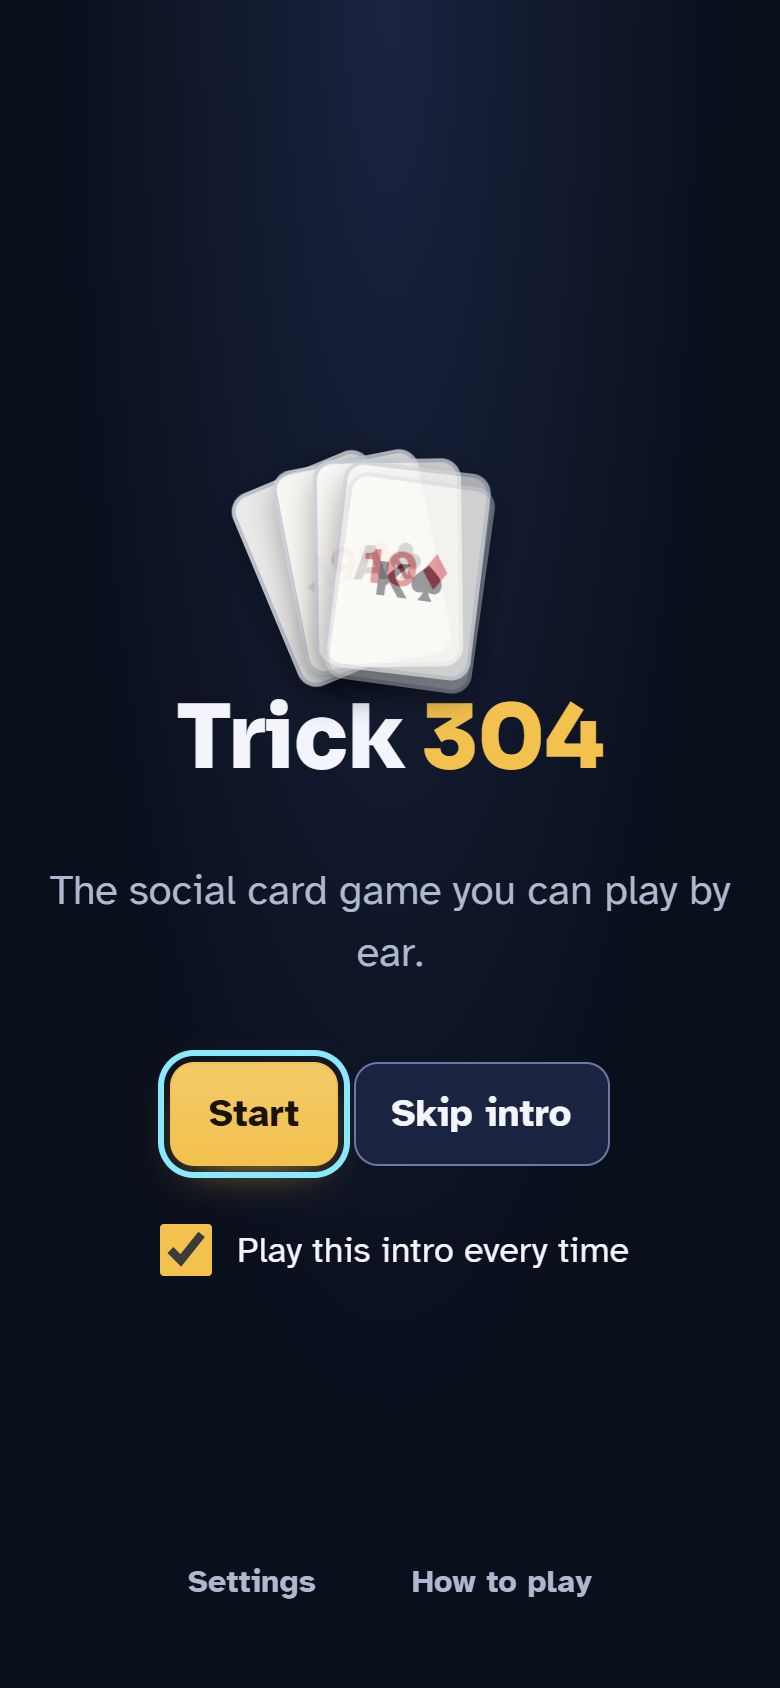 Trick 304
The social card game you can play by
ear.
Start
Skip intro
Play this intro every time
Settings
How to play